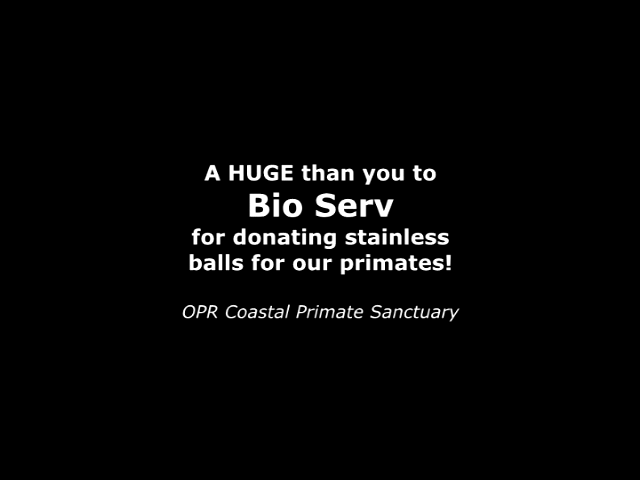 A HUGE than you to
Bio Serv
for donating stainless
balls for our primates!
OPR Coastal Primate Sanctuary